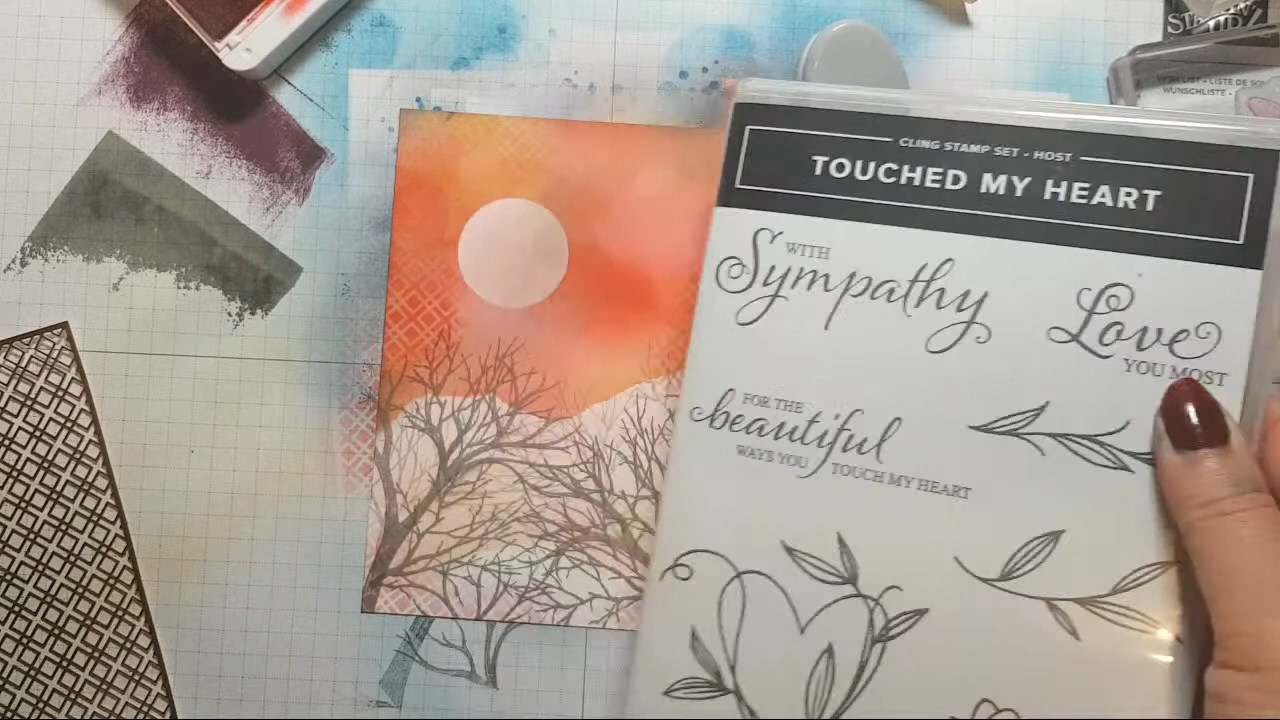 CLING STAMP SET - HOST
TOUCHED MY HEART
WITH
Sympathy
Love
YOU MOST
FOR THE
beautiful
WAYS YOU TOUCH MY HEART
WUNSCHLISTE